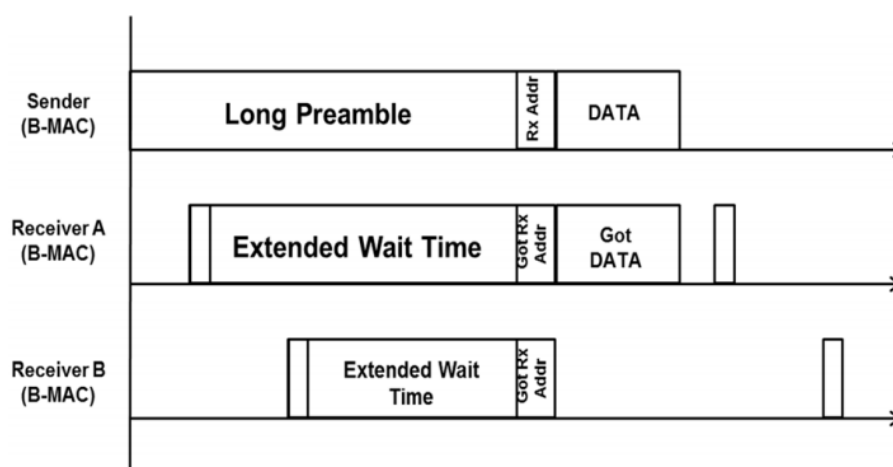 Sender
(B-MAC)
Long Preamble
Rx Addr
DATA
Receiver A
(B-MAC)
Extended Wait Time
Got Rx
Addr
Got
DATA
Receiver B
(B-MAC)
Extended Wait
Time
Got Rx
Addr